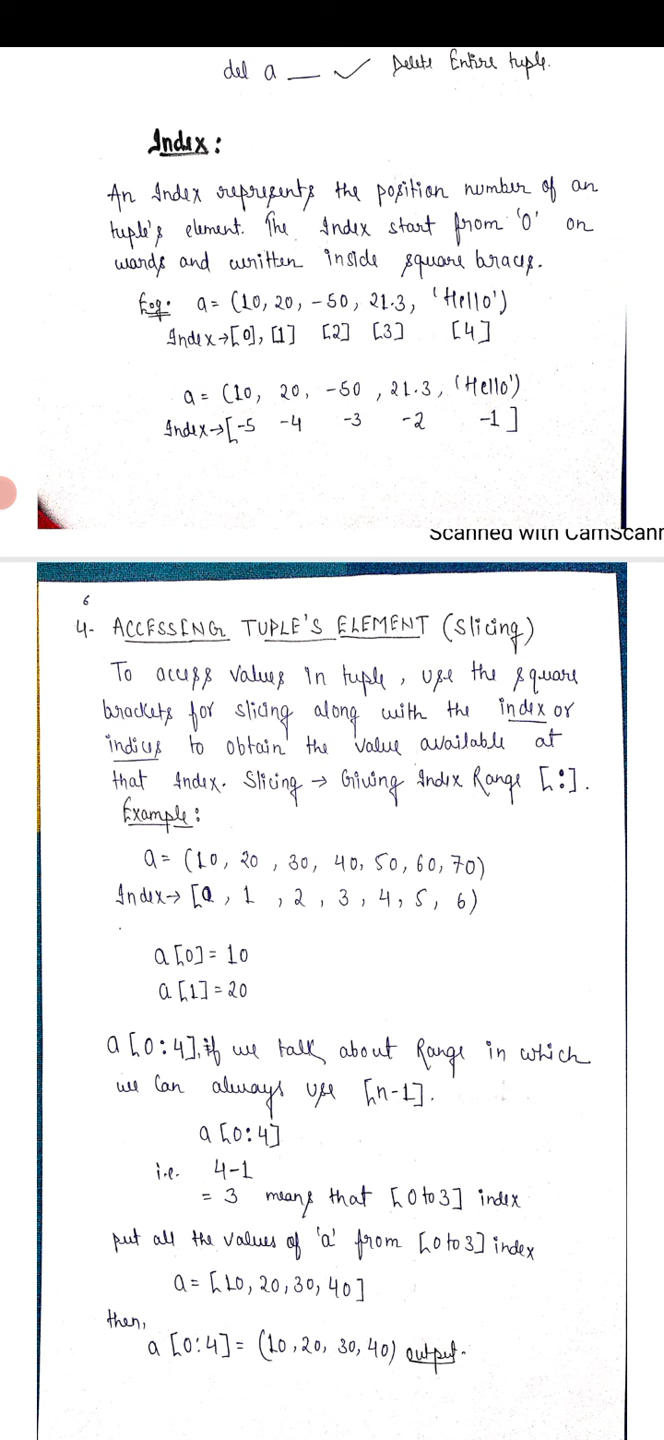 del a — ✓ Delete Entire tuple.
Index :
An Index represents the position number of an
tuple's element. The Index start from '0' on
wards and written inside square braces.
Eg:- a = (10, 20, -50, 21.3, 'Hello')
Index→[0], [1] [2] [3] [4]
a = (10, 20, -50, 21.3, 'Hello')
Index→[-5 -4 -3 -2 -1]
Scanned with CamScann
6
4- ACCESSING TUPLE'S ELEMENT (Slicing)
To access values in tuple, use the square
brackets for slicing along with the index or
indices to obtain the value available at
that Index. Slicing → Giving Index Range [:].
Example :
a = (10, 20, 30, 40, 50, 60, 70)
Index→ [0, 1, 2, 3, 4, 5, 6)
a [0] = 10
a [1] = 20
a [0:4], if we talk about Range in which
we can always use [n-1].
a [0:4]
i.e. 4-1
= 3 means that [0 to 3] index
put all the values of 'a' from [0 to 3] index
a = [10, 20, 30, 40]
then,
a [0:4] = (10, 20, 30, 40) output.